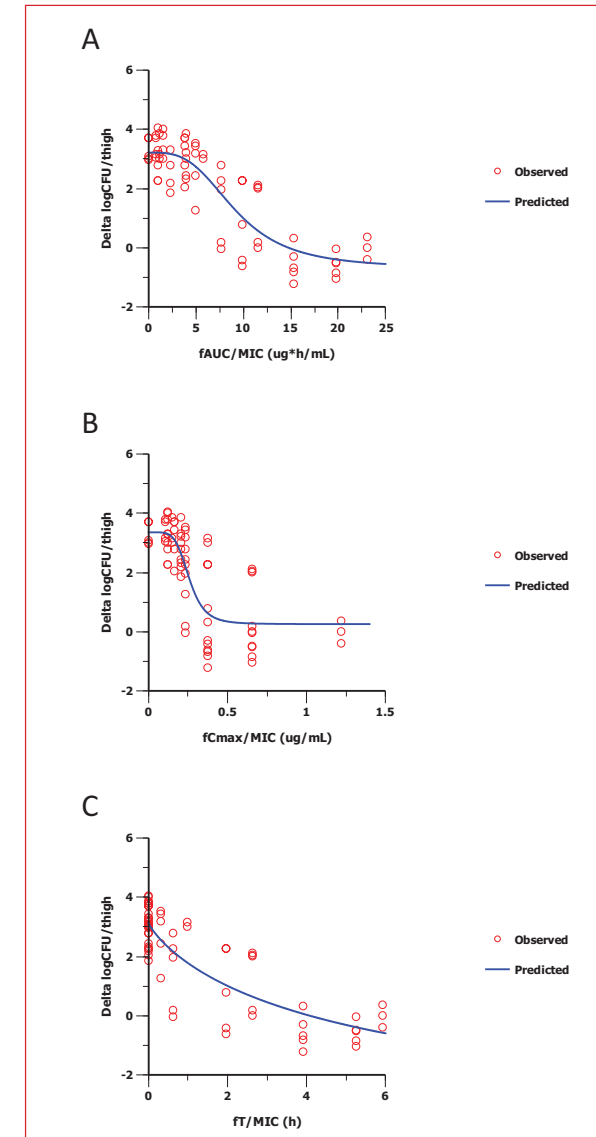 A
6
4
2
0
-2
0 5 10 15 20 25
Delta logCFU/thigh
fAUC/MIC (ug*h/mL)
Observed
Predicted
B
6
4
2
0
-2
0 0.5 1 1.5
Delta logCFU/thigh
fCmax/MIC (ug/mL)
Observed
Predicted
C
6
4
2
0
-2
0 2 4 6
Delta logCFU/thigh
fT/MIC (h)
Observed
Predicted